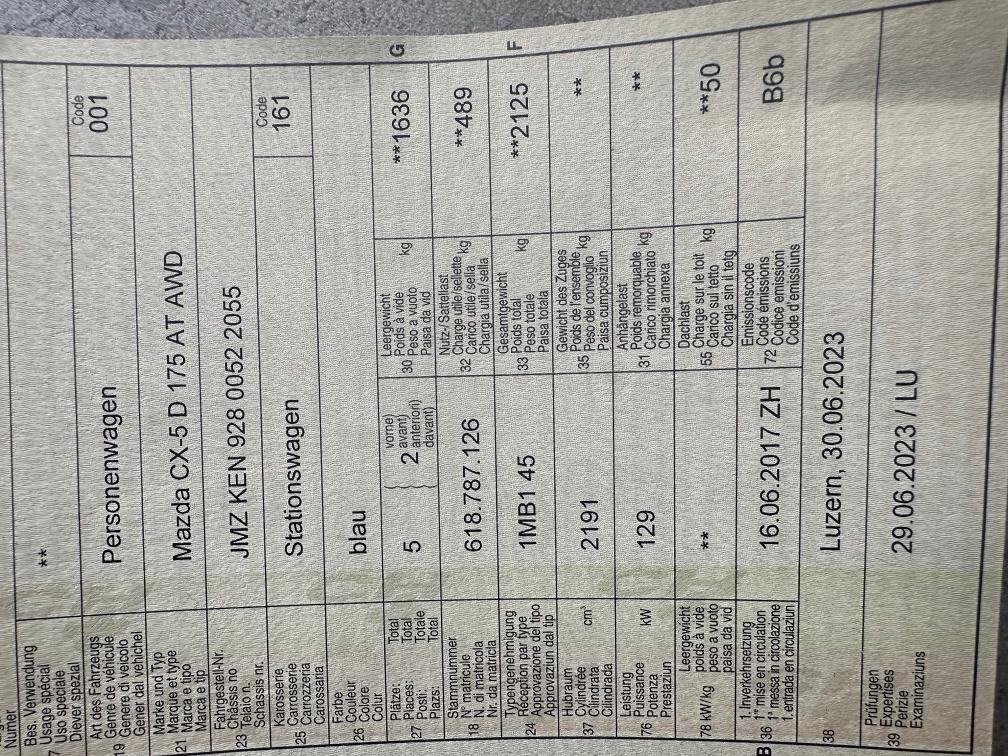 Numer
Bes. Verwendung
Usage spécial
Uso speciale
Diever spezial
**
19
Art des Fahrzeugs
Genre de véhicule
Genere di veicolo
Gener dal vehichel
Personenwagen
Code
001
21
Marke und Typ
Marque et type
Marca e tipo
Marca e tip
Mazda CX-5 D 175 AT AWD
23
Fahrgestell-Nr.
Châssis no
Telaio n.
Schassis nr.
JMZ KEN 928 0052 2055
25
Karosserie
Carrosserie
Carrozzeria
Carossaria
Stationswagen
Code
161
26
Farbe
Couleur
Colore
Colur
blau
27
Plätze: Total
Places: Total
Posti: Totale
Plazs: Total
5
2
vorne)
avant)
anteriori)
davant)
30
Leergewicht
Poids à vide
Peso a vuoto
Paisa da vid
kg
**1636
G
18
Stammnummer
N° matricule
N. di matricola
Nr. da matricla
618.787.126
32
Nutz-/Sattellast
Charge utile/sellette
Carico utile/sella
Chargia utila/sella
kg
**489
24
Typengenehmigung
Réception par type
Approvazione del tipo
Approvaziun dal tip
1MB1 45
33
Gesamtgewicht
Poids total
Peso totale
Paisa totala
kg
**2125
F
37
Hubraum
Cylindrée
Cilindrata
Cilindrada
cm³
2191
35
Gewicht des Zuges
Poids de l'ensemble
Peso del convoglio
Paisa cumposiziun
kg
**
76
Leistung
Puissance
Potenza
Prestaziun
kW
129
31
Anhängelast
Poids remorquable
Carico rimorchiato
Chargia annexa
kg
**
78 kW/kg
Leergewicht
poids à vide
peso a vuoto
paisa da vid
**
55
Dachlast
Charge sur le toit
Carico sul tetto
Chargia sin il tetg
kg
**50
B
36
1. Inverkehrsetzung
1re mise en circulation
1a messa in circolazione
1. entrada en circulaziun
16.06.2017 ZH
72
Emissionscode
Code émissions
Codice emissioni
Code d'emissiuns
B6b
38
Luzern, 30.06.2023
39
Prüfungen
Expertises
Perizie
Examinaziuns
29.06.2023 / LU